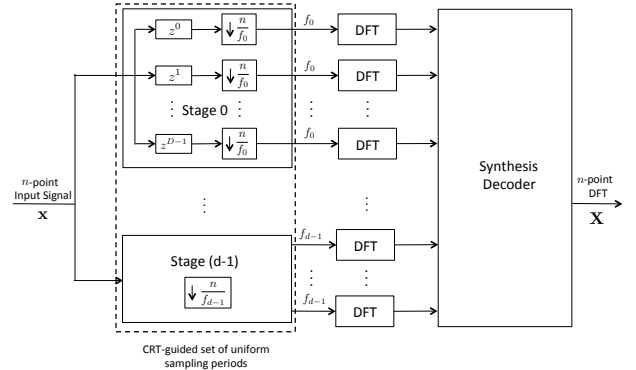 z^0 ↓ n/f_0 f_0 DFT
z^1 ↓ n/f_0 f_0 DFT
⋮ Stage 0 ⋮ ⋮ ⋮
z^{D−1} ↓ n/f_0 f_0 DFT
n-point
Input Signal
x
⋮ ⋮
Stage (d-1)
↓ n/f_{d−1}
f_{d−1} DFT
⋮ ⋮
f_{d−1} DFT
Synthesis
Decoder
n-point
DFT
X
CRT-guided set of uniform
sampling periods